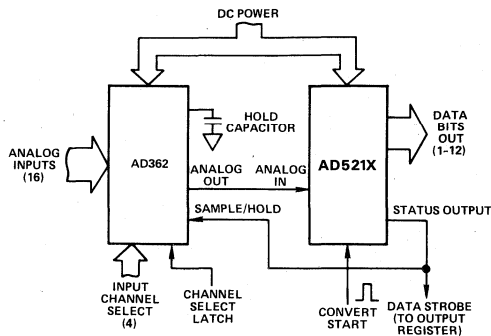 DC POWER
HOLD
CAPACITOR
DATA
BITS
OUT
(1-12)
ANALOG
INPUTS
(16)
AD362
AD521X
ANALOG
OUT
ANALOG
IN
SAMPLE/HOLD
STATUS OUTPUT
INPUT
CHANNEL
SELECT
(4)
CHANNEL
SELECT
LATCH
CONVERT
START
DATA STROBE
(TO OUTPUT
REGISTER)